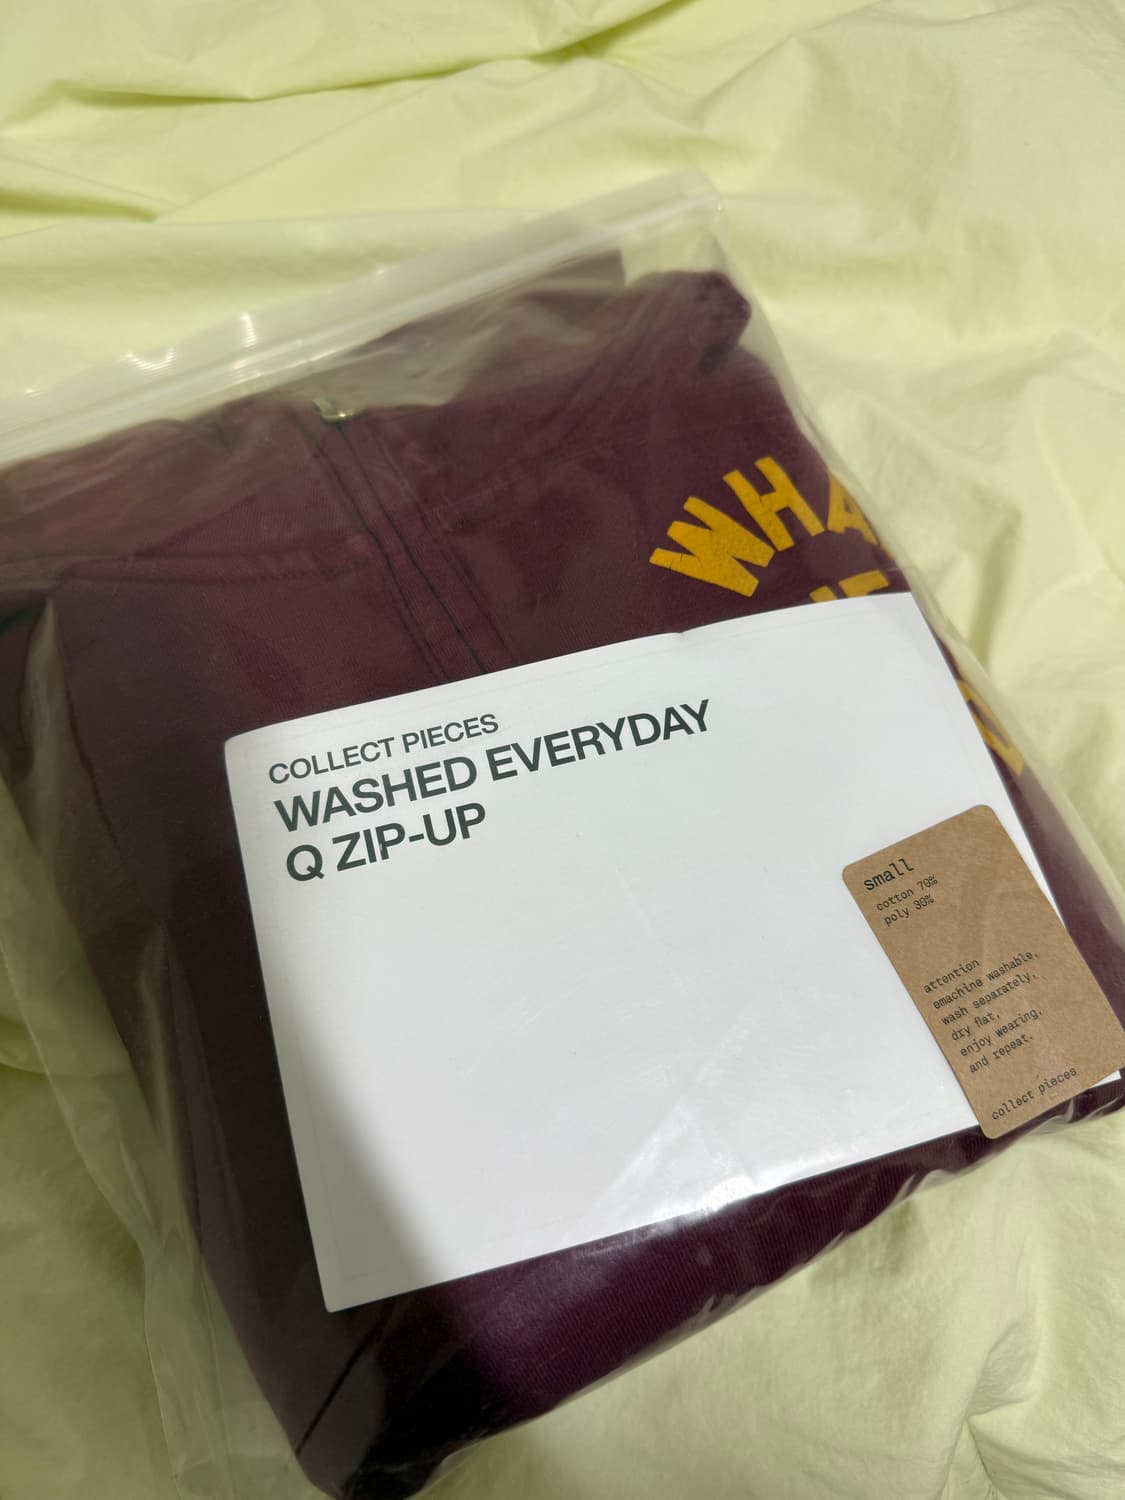 WHA
COLLECT PIECES
WASHED EVERYDAY
Q ZIP-UP
small
cotton 70%
poly 30%
attention
emachine washable,
wash separately,
dry flat,
enjoy wearing,
and repeat.
collect pieces